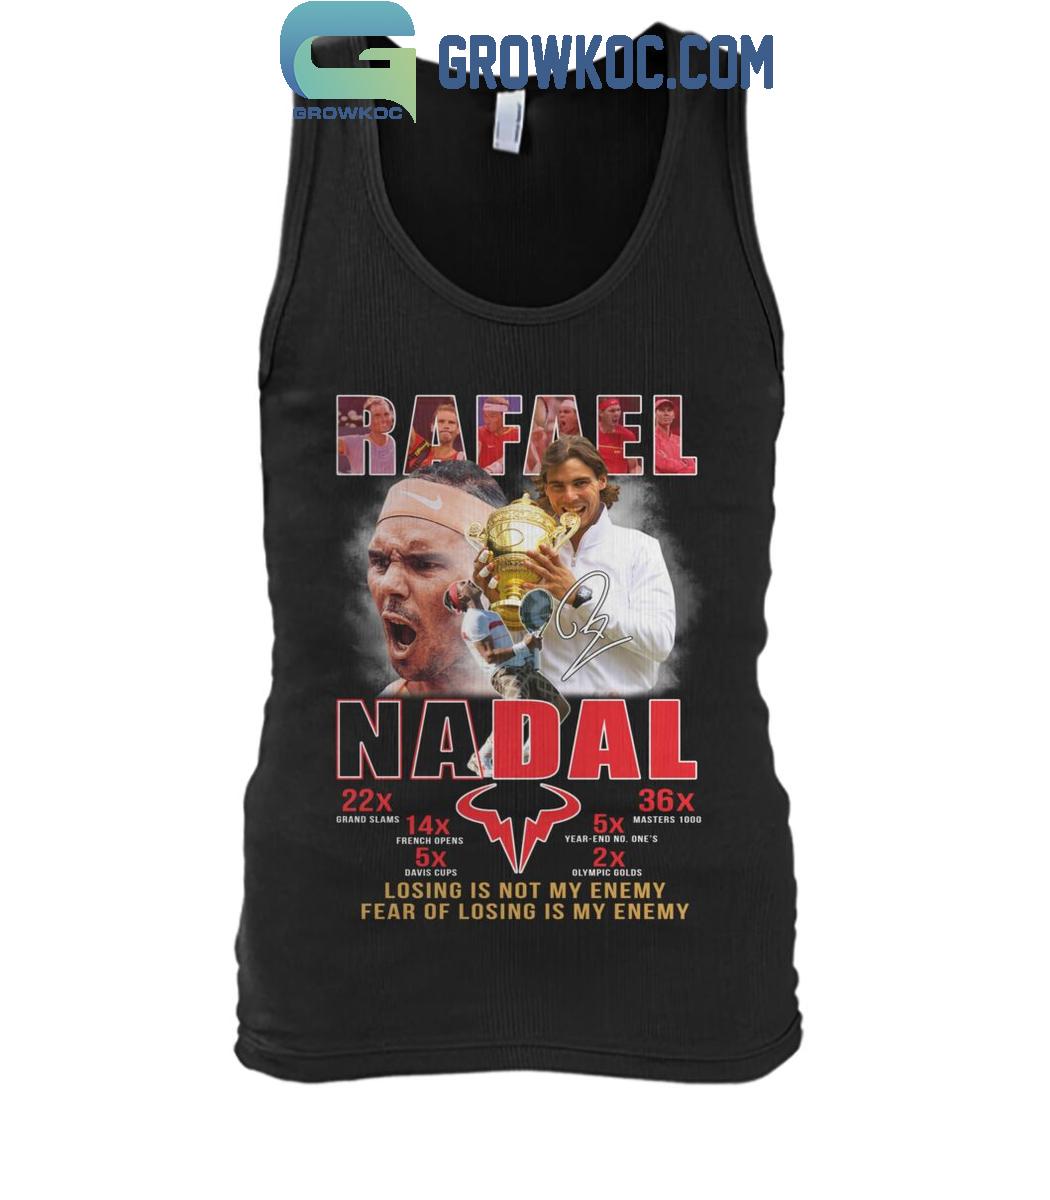 GROWKOC.COM
GROWKOC
RAFAEL
NADAL
22X
GRAND SLAMS
14X
FRENCH OPENS
5X
DAVIS CUPS
36X
MASTERS 1000
5X
YEAR-END NO. ONE'S
2X
OLYMPIC GOLDS
LOSING IS NOT MY ENEMY
FEAR OF LOSING IS MY ENEMY